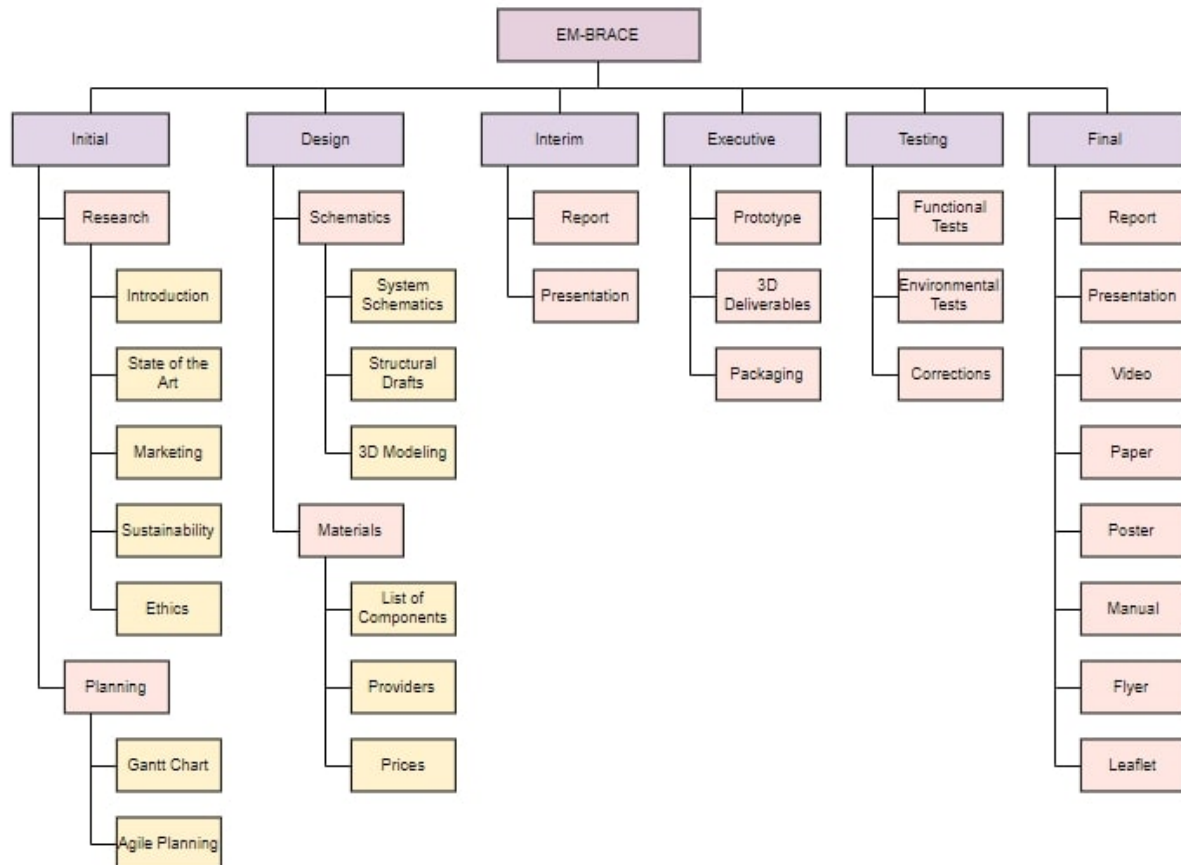 EM-BRACE
Initial
Design
Interim
Executive
Testing
Final
Research
Introduction
State of the
Art
Marketing
Sustainability
Ethics
Planning
Gantt Chart
Agile Planning
Schematics
System
Schematics
Structural
Drafts
3D Modeling
Materials
List of
Components
Providers
Prices
Report
Presentation
Prototype
3D
Deliverables
Packaging
Functional
Tests
Environmental
Tests
Corrections
Report
Presentation
Video
Paper
Poster
Manual
Flyer
Leaflet